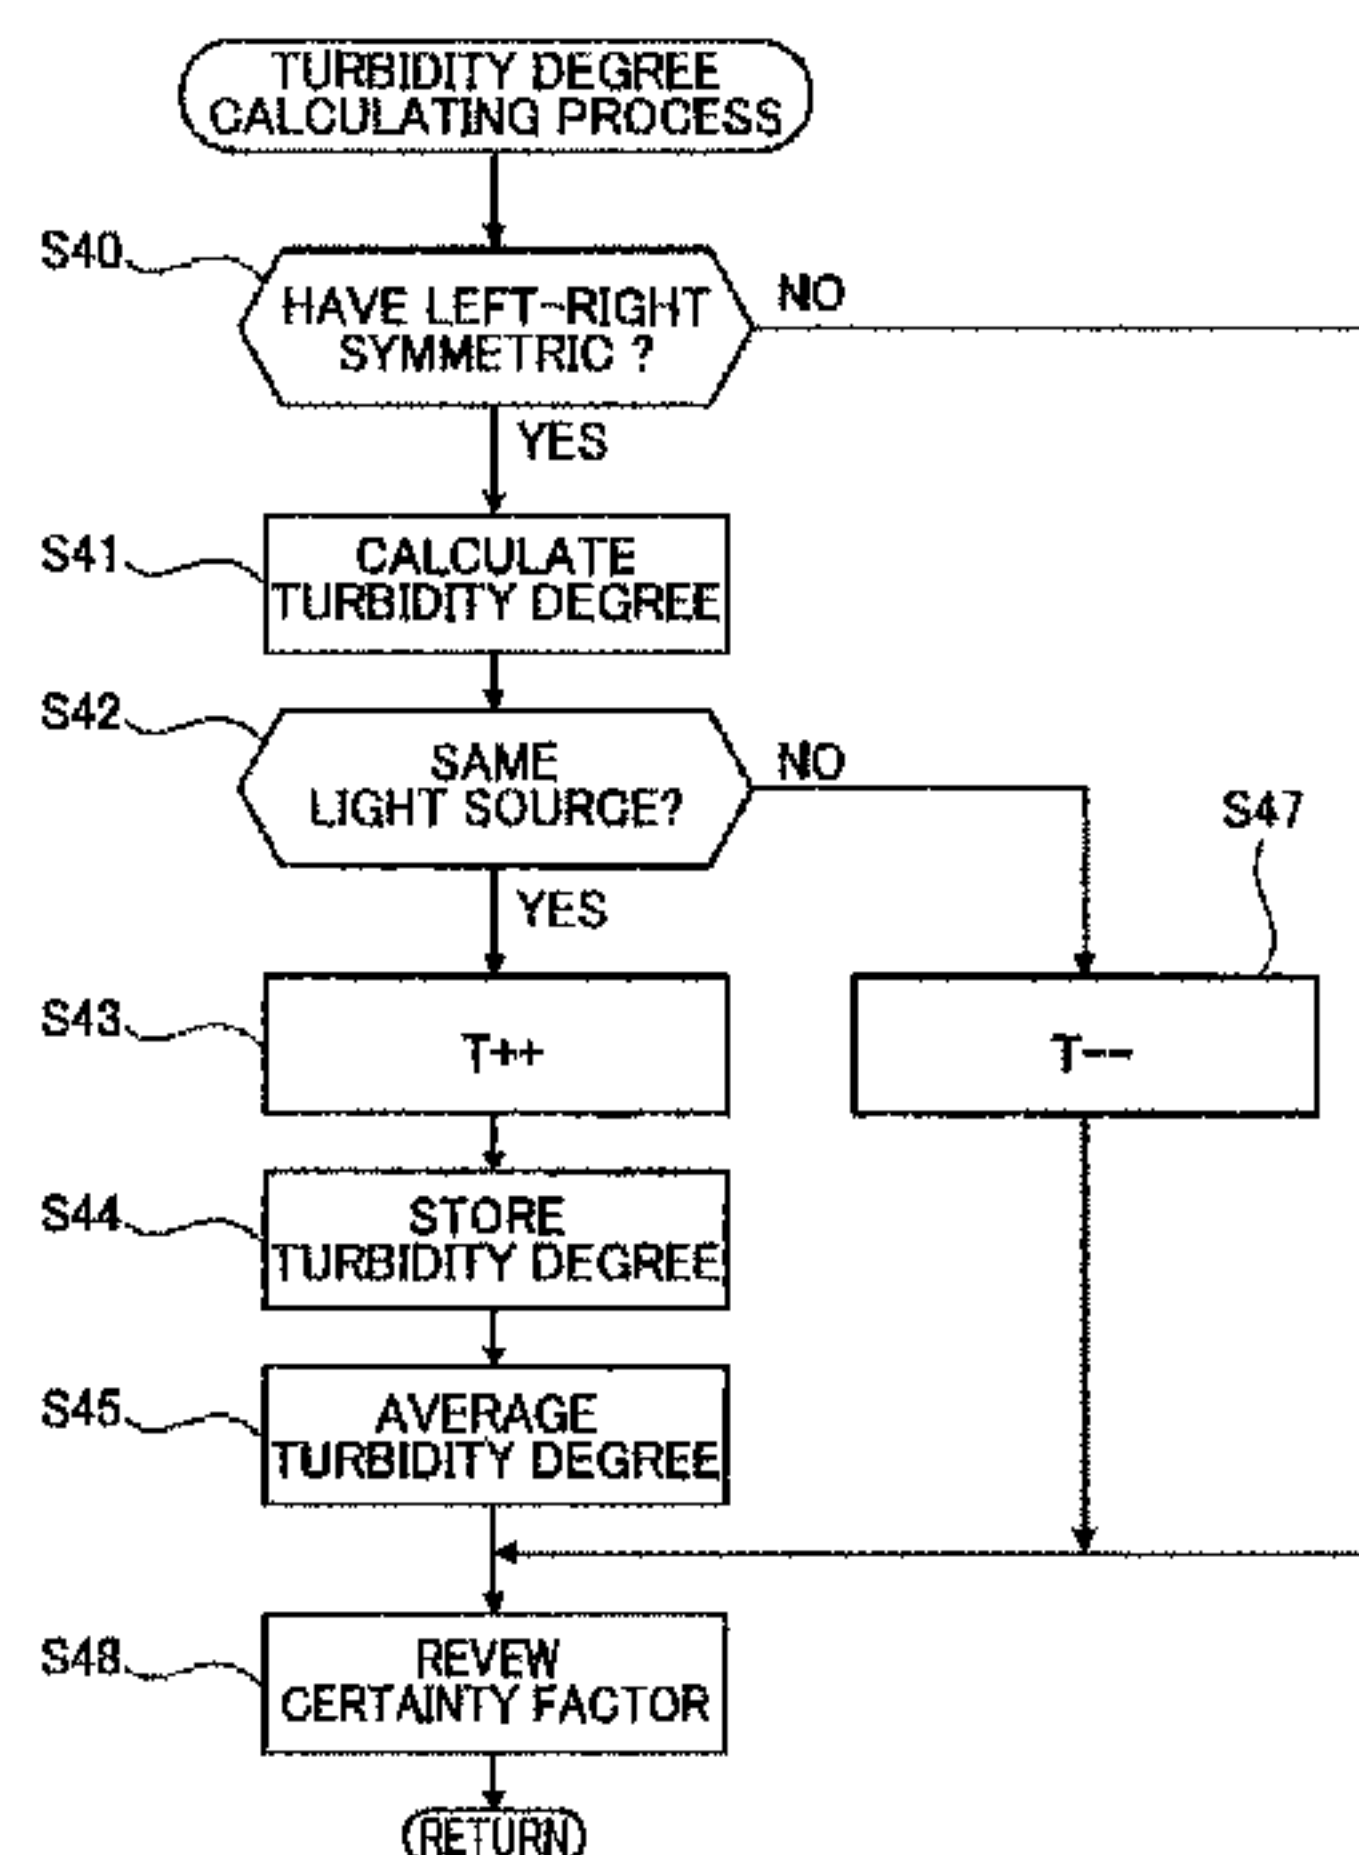 TURBIDITY DEGREE
CALCULATING PROCESS
S40
HAVE LEFT-RIGHT
SYMMETRIC ?
NO
YES
S41
CALCULATE
TURBIDITY DEGREE
S42
SAME
LIGHT SOURCE?
NO
S47
YES
S43
T++
T--
S44
STORE
TURBIDITY DEGREE
S45
AVERAGE
TURBIDITY DEGREE
S48
REVEW
CERTAINTY FACTOR
RETURN